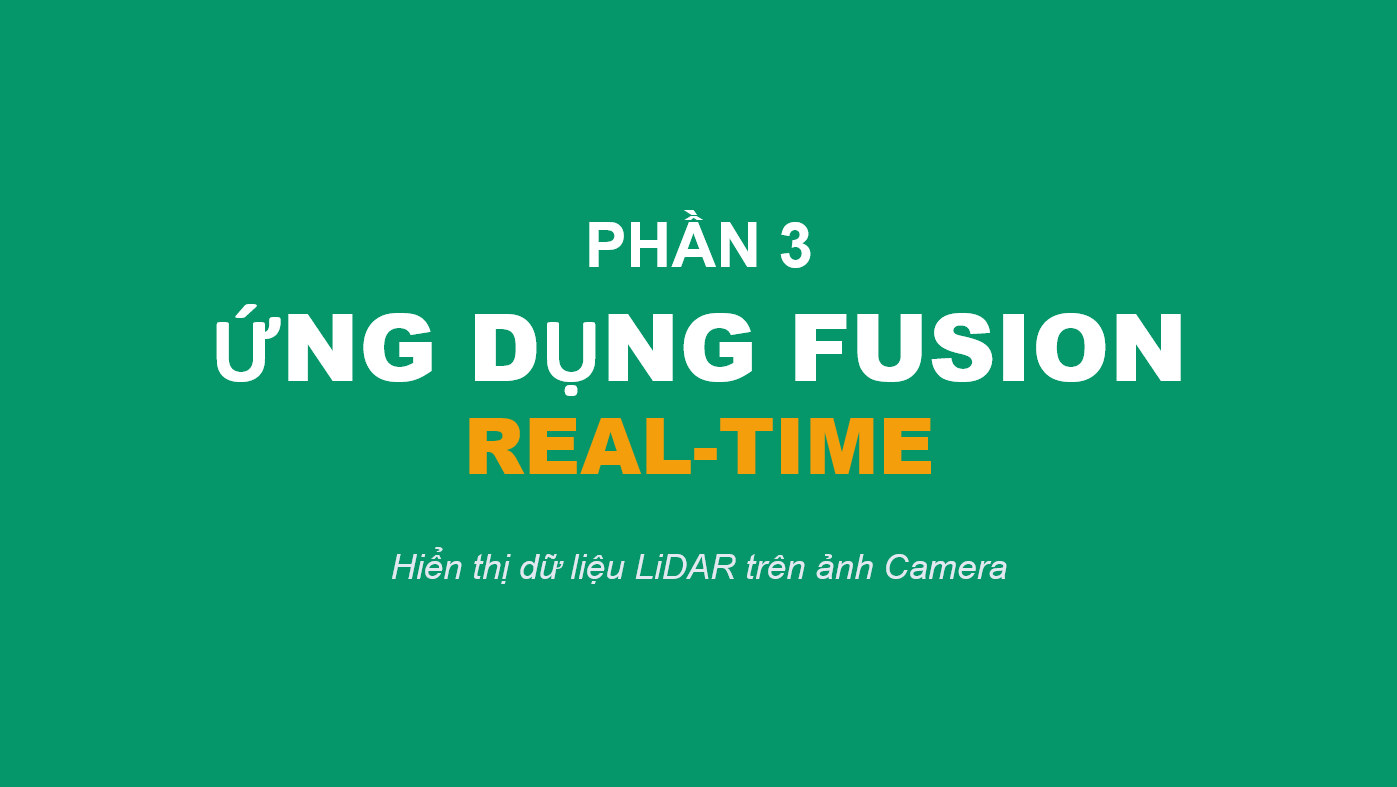 PHẦN 3
ỨNG DỤNG FUSION
REAL-TIME
Hiển thị dữ liệu LiDAR trên ảnh Camera